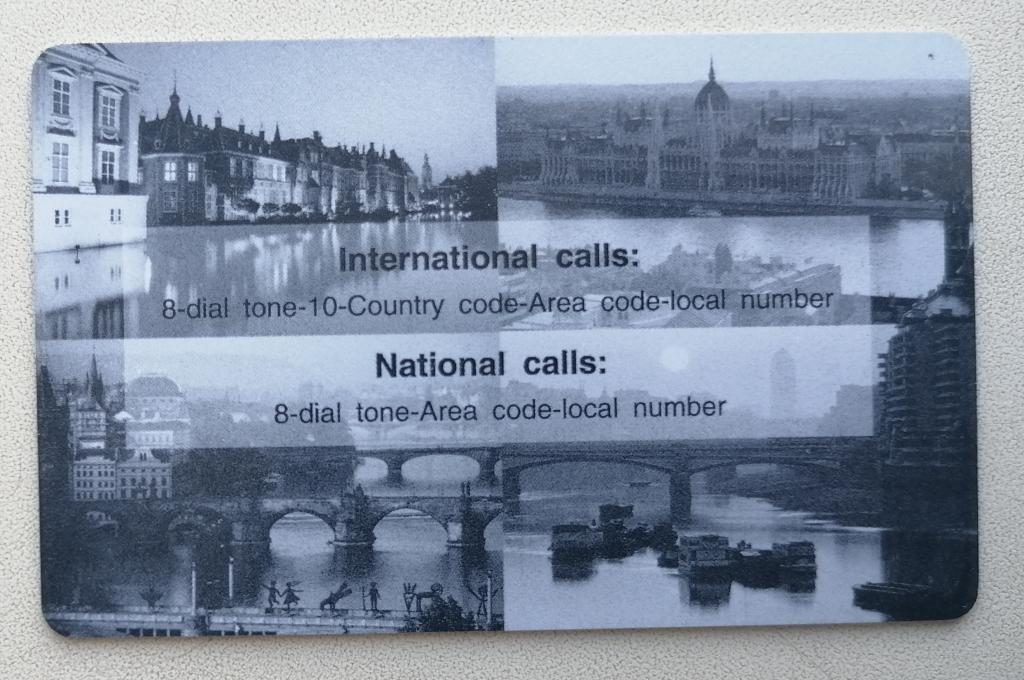 International calls:
8-dial tone-10-Country code-Area code-local number
National calls:
8-dial tone-Area code-local number